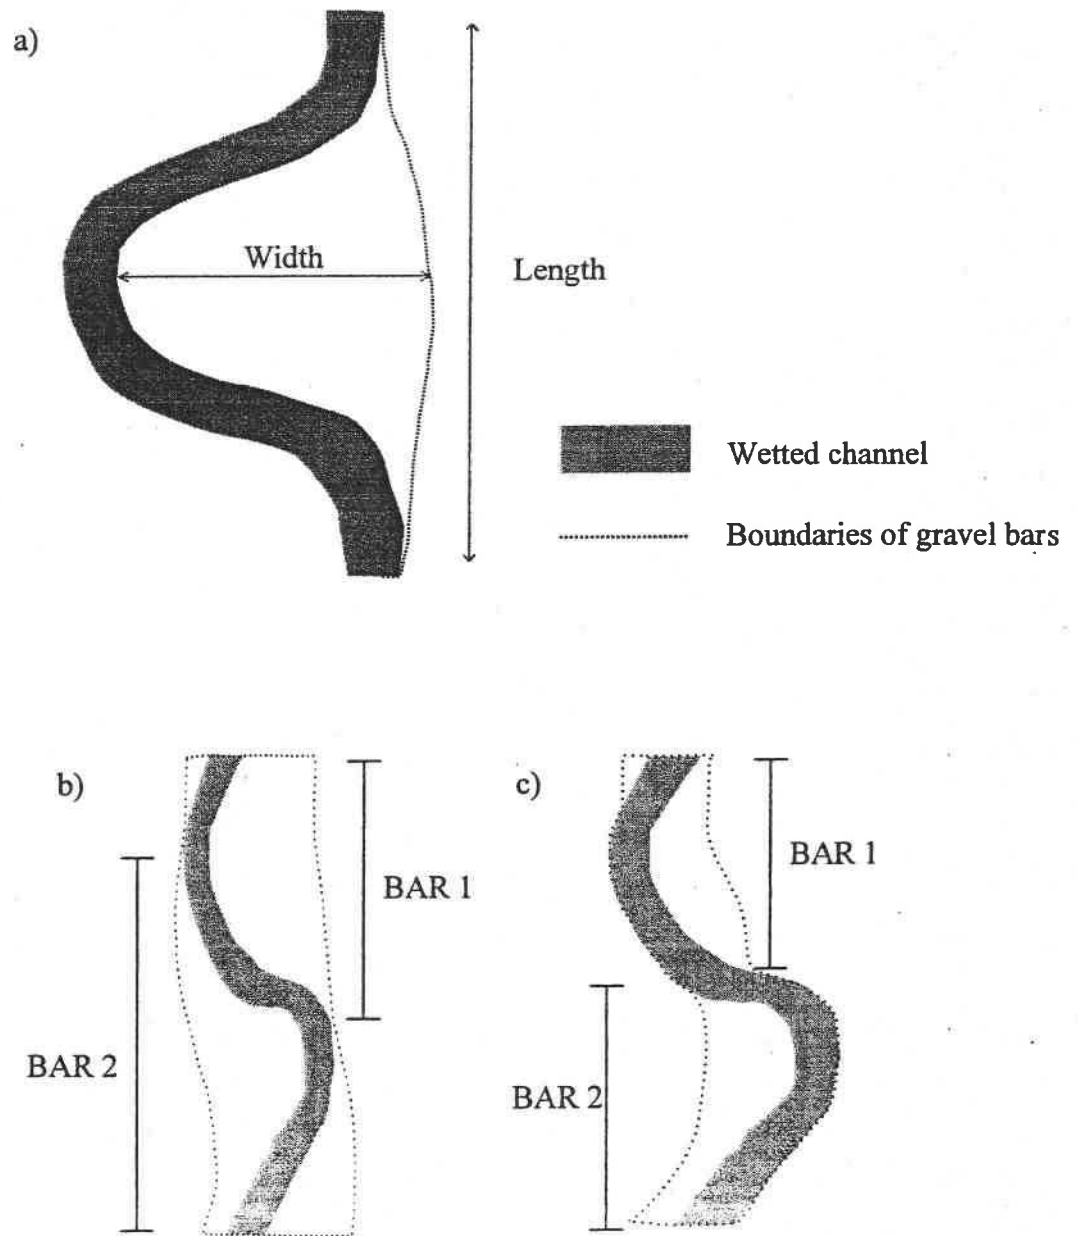 a)
Width
Length
Wetted channel
Boundaries of gravel bars
b)
BAR 1
BAR 2
c)
BAR 1
BAR 2